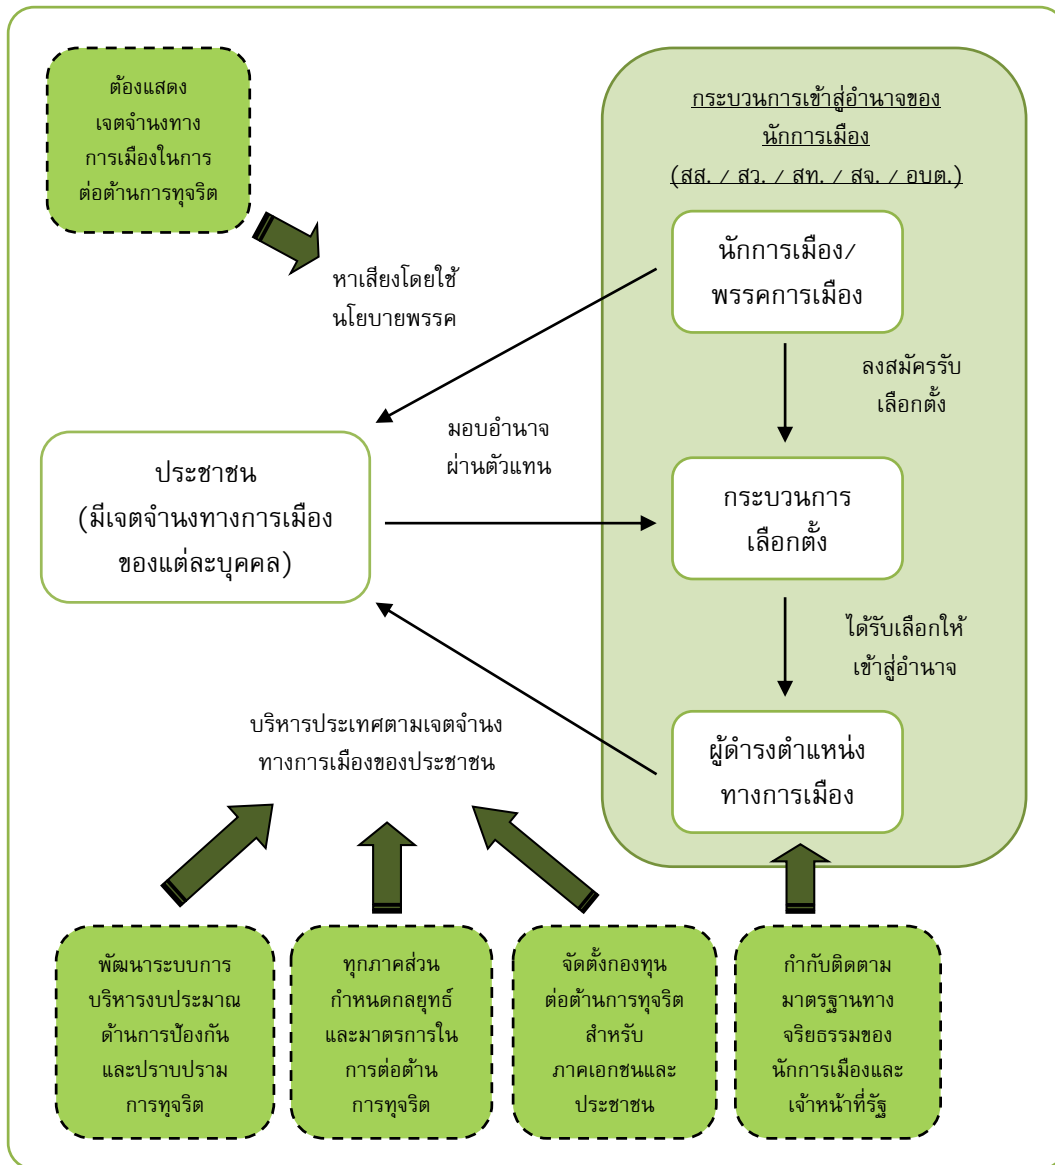 ต้องแสดง
เจตจำนงทาง
การเมืองในการ
ต่อต้านการทุจริต
กระบวนการเข้าสู่อำนาจของ
นักการเมือง
(สส. / สว. / สท. / สจ. / อบต.)
นักการเมือง/
พรรคการเมือง
หาเสียงโดยใช้
นโยบายพรรค
ลงสมัครรับ
เลือกตั้ง
มอบอำนาจ
ผ่านตัวแทน
ประชาชน
(มีเจตจำนงทางการเมือง
ของแต่ละบุคคล)
กระบวนการ
เลือกตั้ง
ได้รับเลือกให้
เข้าสู่อำนาจ
บริหารประเทศตามเจตจำนง
ทางการเมืองของประชาชน
ผู้ดำรงตำแหน่ง
ทางการเมือง
พัฒนาระบบการ
บริหารงบประมาณ
ด้านการป้องกัน
และปราบปราม
การทุจริต
ทุกภาคส่วน
กำหนดกลยุทธ์
และมาตรการใน
การต่อต้าน
การทุจริต
จัดตั้งกองทุน
ต่อต้านการทุจริต
สำหรับ
ภาคเอกชนและ
ประชาชน
กำกับติดตาม
มาตรฐานทาง
จริยธรรมของ
นักการเมืองและ
เจ้าหน้าที่รัฐ